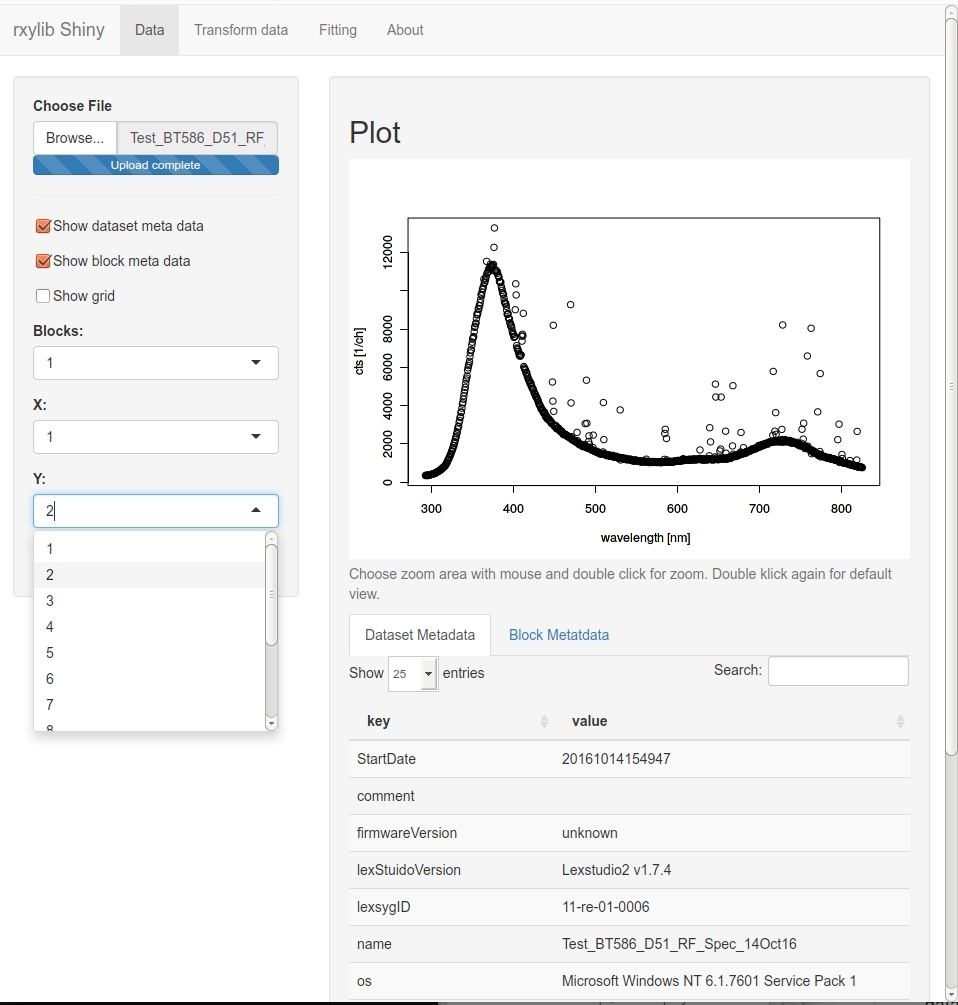 rxylib Shiny Data Transform data Fitting About
Choose File
Browse... Test_BT586_D51_RF_
Upload complete
Show dataset meta data
Show block meta data
Show grid
Blocks:
1
X:
1
Y:
2
1
2
3
4
5
6
7
8
Plot
cts [1/ch]
12000
8000
6000
4000
2000
0
300 400 500 600 700 800
wavelength [nm]
Choose zoom area with mouse and double click for zoom. Double klick again for default
view.
Dataset Metadata Block Metatdata
Show 25 entries Search:
key value
StartDate 20161014154947
comment
firmwareVersion unknown
lexStuidoVersion Lexstudio2 v1.7.4
lexsygID 11-re-01-0006
name Test_BT586_D51_RF_Spec_14Oct16
os Microsoft Windows NT 6.1.7601 Service Pack 1